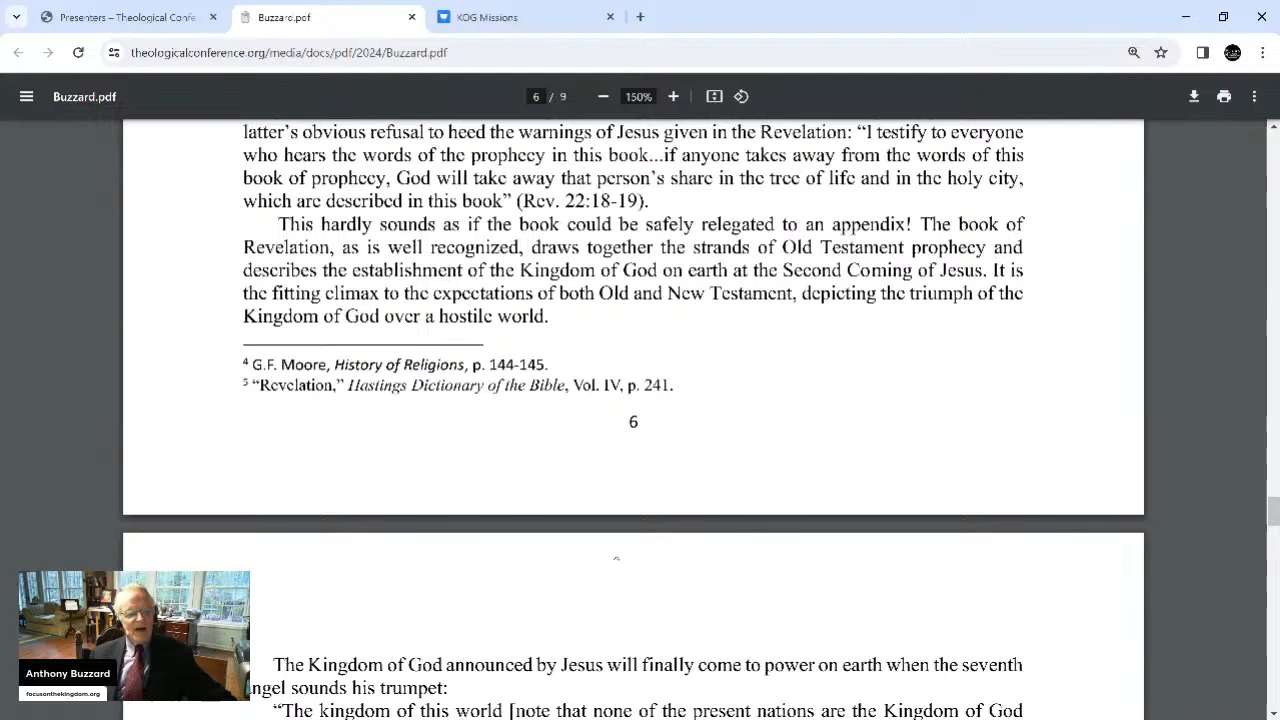 Presenters – Theological Confe
Buzzard.pdf
KOG Missions
theologicalconference.org/media/docs/pdf/2024/Buzzard.pdf
Buzzard.pdf
6 / 9
150%
latter's obvious refusal to heed the warnings of Jesus given in the Revelation: “I testify to everyone
who hears the words of the prophecy in this book...if anyone takes away from the words of this
book of prophecy, God will take away that person's share in the tree of life and in the holy city,
which are described in this book” (Rev. 22:18-19).
This hardly sounds as if the book could be safely relegated to an appendix! The book of
Revelation, as is well recognized, draws together the strands of Old Testament prophecy and
describes the establishment of the Kingdom of God on earth at the Second Coming of Jesus. It is
the fitting climax to the expectations of both Old and New Testament, depicting the triumph of the
Kingdom of God over a hostile world.
4 G.F. Moore, History of Religions, p. 144-145.
5 “Revelation,” Hastings Dictionary of the Bible, Vol. IV, p. 241.
6
The Kingdom of God announced by Jesus will finally come to power on earth when the seventh
ngel sounds his trumpet:
“The kingdom of this world [note that none of the present nations are the Kingdom of God
Anthony Buzzard
focusonthekingdom.org